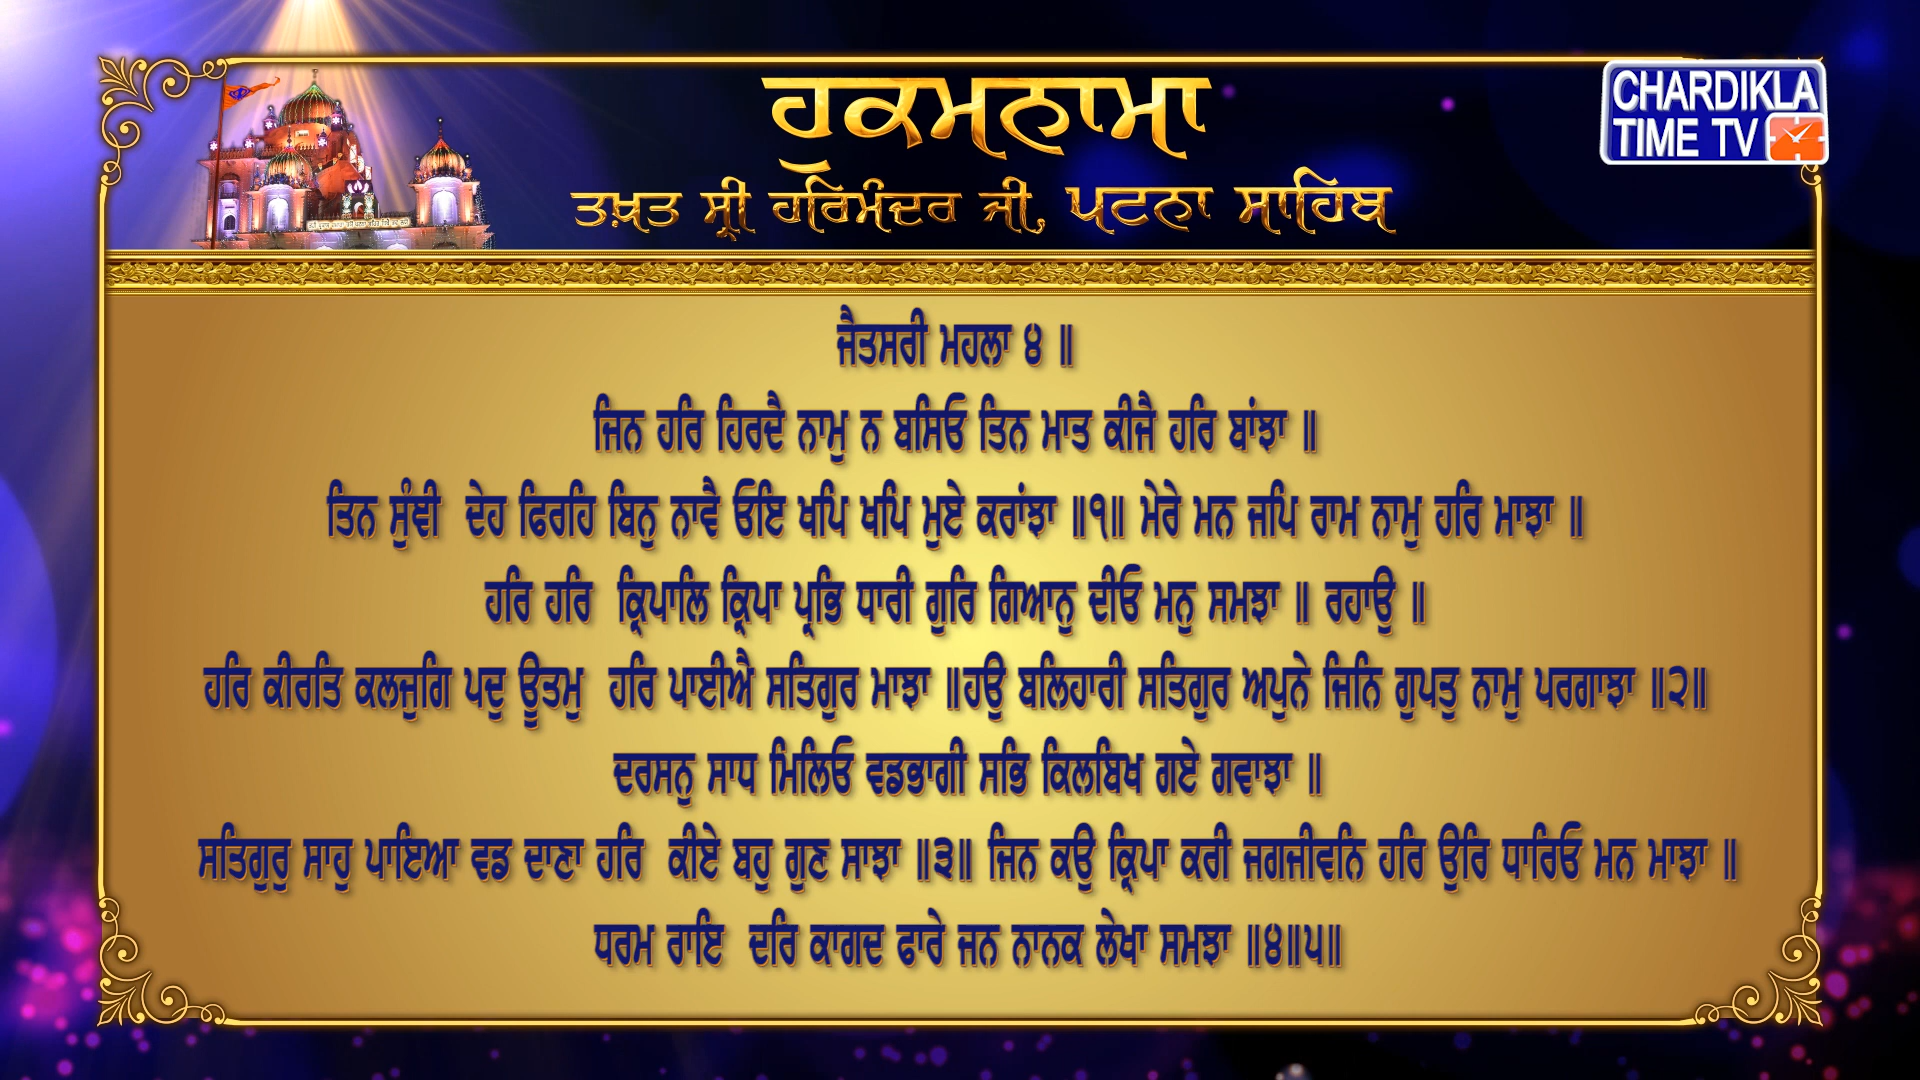 ਹੁਕਮਨਾਮਾ
ਤਖ਼ਤ ਸ੍ਰੀ ਹਰਿਮੰਦਰ ਜੀ, ਪਟਨਾ ਸਾਹਿਬ
CHARDIKLA
TIME TV
ਜੈਤਸਰੀ ਮਹਲਾ ੪ ॥
ਜਿਨ ਹਰਿ ਹਿਰਦੈ ਨਾਮੁ ਨ ਬਸਿਓ ਤਿਨ ਮਾਤ ਕੀਜੈ ਹਰਿ ਬਾਂਝਾ ॥
ਤਿਨ ਸੁੰਞੀ ਦੇਹ ਫਿਰਹਿ ਬਿਨੁ ਨਾਵੈ ਓਇ ਖਪਿ ਖਪਿ ਮੁਏ ਕਰਾਂਝਾ ॥੧॥ ਮੇਰੇ ਮਨ ਜਪਿ ਰਾਮ ਨਾਮੁ ਹਰਿ ਮਾਝਾ ॥
ਹਰਿ ਹਰਿ ਕ੍ਰਿਪਾਲਿ ਕ੍ਰਿਪਾ ਪ੍ਰਭਿ ਧਾਰੀ ਗੁਰਿ ਗਿਆਨੁ ਦੀਓ ਮਨੁ ਸਮਝਾ ॥ ਰਹਾਉ ॥
ਹਰਿ ਕੀਰਤਿ ਕਲਜੁਗਿ ਪਦੁ ਊਤਮੁ ਹਰਿ ਪਾਈਐ ਸਤਿਗੁਰ ਮਾਝਾ ॥ਹਉ ਬਲਿਹਾਰੀ ਸਤਿਗੁਰ ਅਪੁਨੇ ਜਿਨਿ ਗੁਪਤੁ ਨਾਮੁ ਪਰਗਾਝਾ ॥੨॥
ਦਰਸਨੁ ਸਾਧ ਮਿਲਿਓ ਵਡਭਾਗੀ ਸਭਿ ਕਿਲਬਿਖ ਗਏ ਗਵਾਝਾ ॥
ਸਤਿਗੁਰੁ ਸਾਹੁ ਪਾਇਆ ਵਡ ਦਾਣਾ ਹਰਿ ਕੀਏ ਬਹੁ ਗੁਣ ਸਾਝਾ ॥੩॥ ਜਿਨ ਕਉ ਕ੍ਰਿਪਾ ਕਰੀ ਜਗਜੀਵਨਿ ਹਰਿ ਉਰਿ ਧਾਰਿਓ ਮਨ ਮਾਝਾ ॥
ਧਰਮ ਰਾਇ ਦਰਿ ਕਾਗਦ ਫਾਰੇ ਜਨ ਨਾਨਕ ਲੇਖਾ ਸਮਝਾ ॥੪॥੫॥